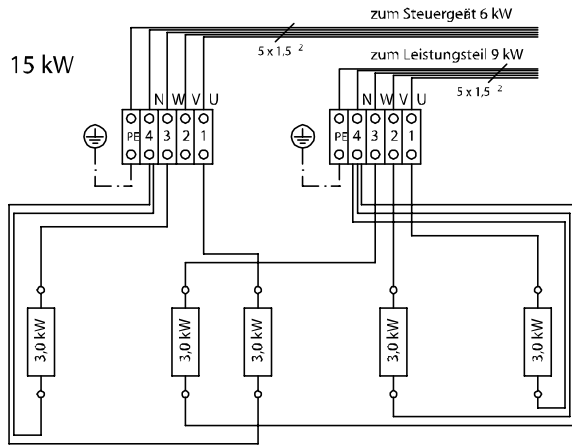 zum Steuergerät 6 kW
5 x 1,5 ²
zum Leistungsteil 9 kW
5 x 1,5 ²
15 kW
N W V U
PE 4 3 2 1
N W V U
PE 4 3 2 1
3,0 kW
3,0 kW
3,0 kW
3,0 kW
3,0 kW